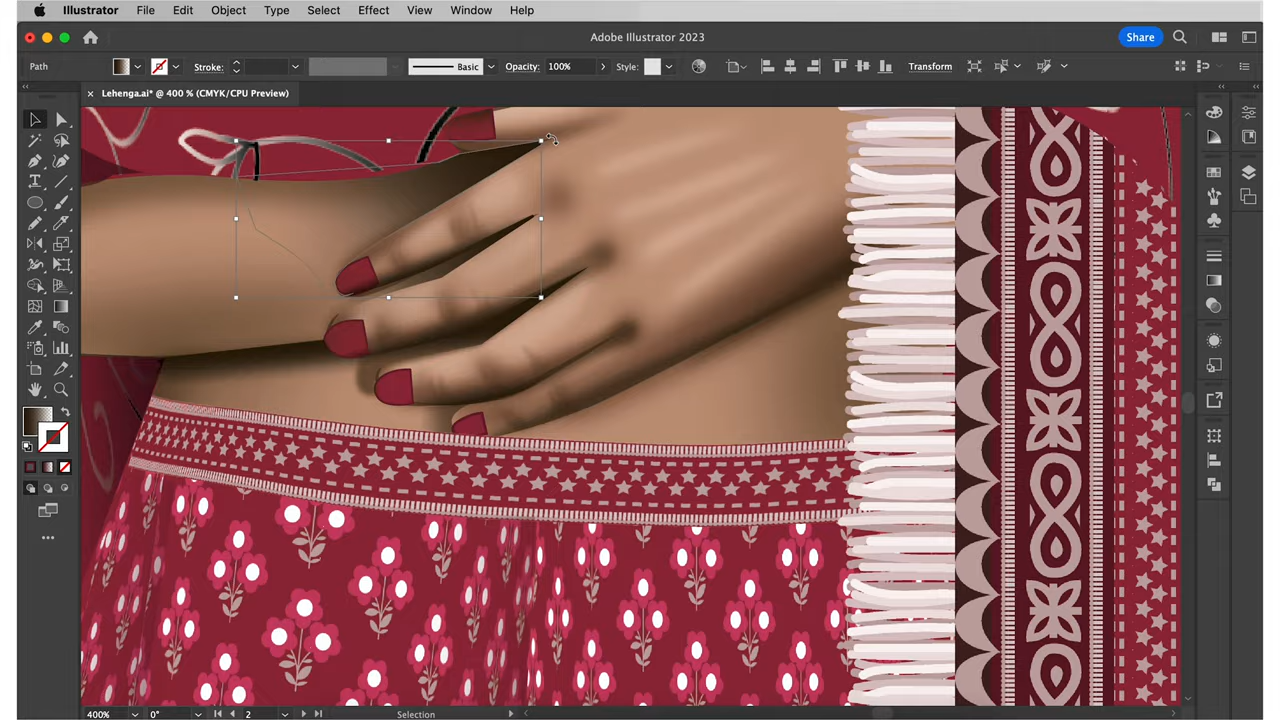 Illustrator File Edit Object Type Select Effect View Window Help
Adobe Illustrator 2023
Share
Path Stroke: Basic Opacity: 100% Style: Transform
× Lehenga.ai* @ 400 % (CMYK/CPU Preview)
400% 0° 2 Selection